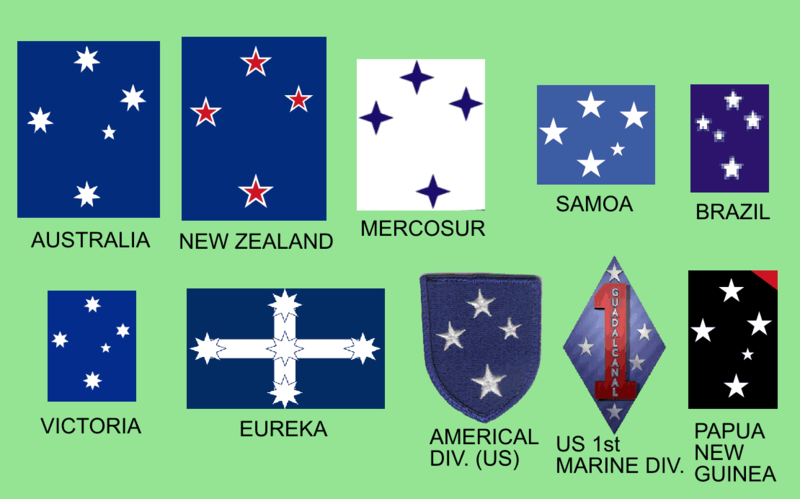 AUSTRALIA
NEW ZEALAND
MERCOSUR
SAMOA
BRAZIL
VICTORIA
EUREKA
AMERICAL
DIV. (US)
1
GUADALCANAL
US 1st
MARINE DIV.
PAPUA
NEW
GUINEA